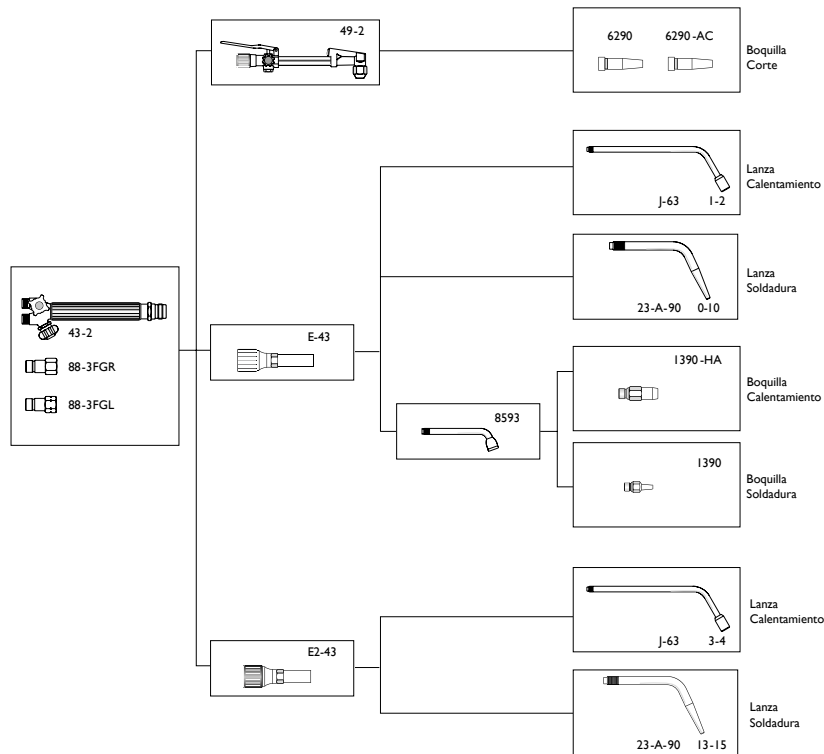 49-2
6290 6290-AC
Boquilla
Corte
Lanza
Calentamiento
J-63 1-2
Lanza
Soldadura
23-A-90 0-10
43-2
88-3FGR
88-3FGL
E-43
1390-HA
Boquilla
Calentamiento
8593
1390
Boquilla
Soldadura
Lanza
Calentamiento
J-63 3-4
E2-43
Lanza
Soldadura
23-A-90 13-15